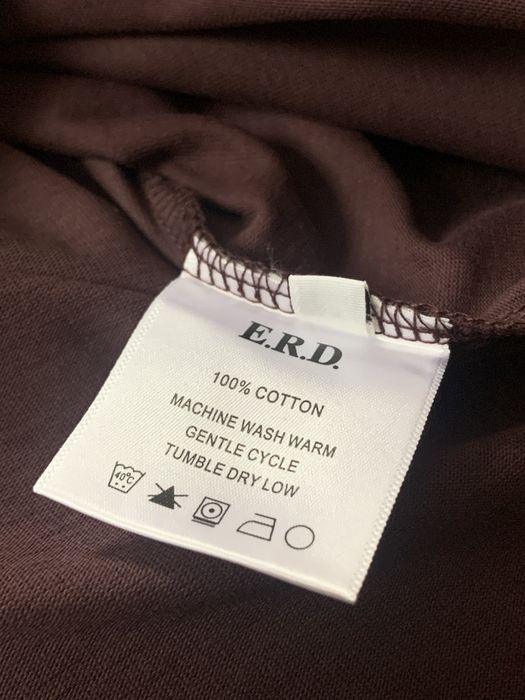 E.R.D.
100% COTTON
MACHINE WASH WARM
GENTLE CYCLE
TUMBLE DRY LOW
40°C